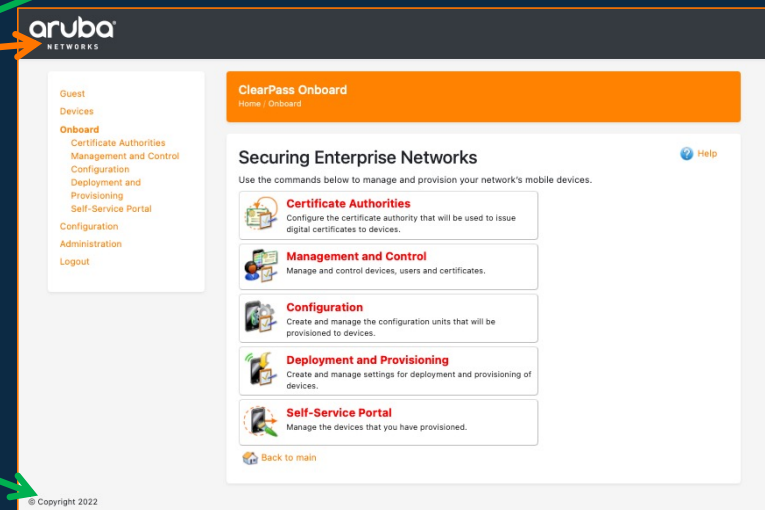 aruba
NETWORKS
Guest
Devices
Onboard
Certificate Authorities
Management and Control
Configuration
Deployment and
Provisioning
Self-Service Portal
Configuration
Administration
Logout
ClearPass Onboard
Home / Onboard
Securing Enterprise Networks
Help
Use the commands below to manage and provision your network's mobile devices.
Certificate Authorities
Configure the certificate authority that will be used to issue
digital certificates to devices.
Management and Control
Manage and control devices, users and certificates.
Configuration
Create and manage the configuration units that will be
provisioned to devices.
Deployment and Provisioning
Create and manage settings for deployment and provisioning of
devices.
Self-Service Portal
Manage the devices that you have provisioned.
Back to main
© Copyright 2022